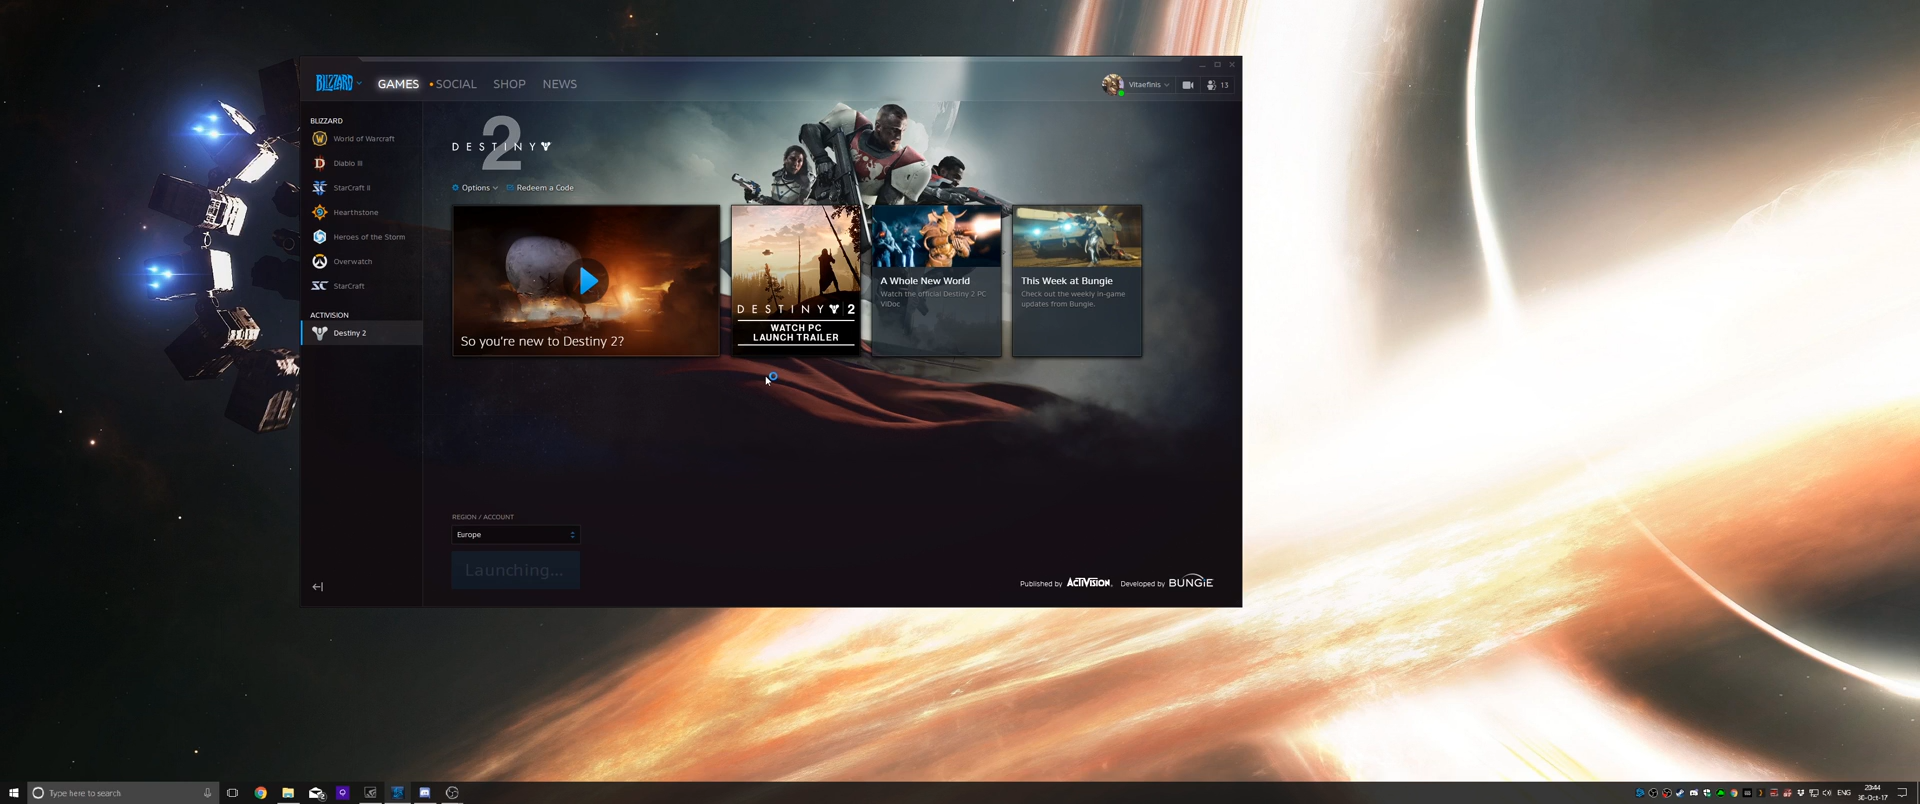 BLIZZARD
GAMES
SOCIAL
SHOP
NEWS
Vitaefinis
13
BLIZZARD
World of Warcraft
Diablo III
StarCraft II
Hearthstone
Heroes of the Storm
Overwatch
StarCraft
ACTIVISION
Destiny 2
DESTINY 2
Options
Redeem a Code
So you're new to Destiny 2?
DESTINY 2
WATCH PC
LAUNCH TRAILER
A Whole New World
Watch the official Destiny 2 PC
ViDoc
This Week at Bungie
Check out the weekly in-game
updates from Bungie.
REGION / ACCOUNT
Europe
Launching...
Published by ACTIVISION. Developed by BUNGiE
Type here to search
ENG
30-Oct-17